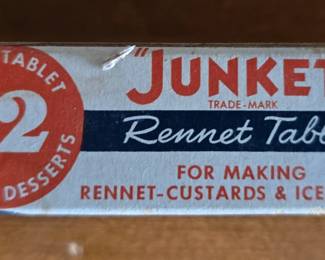 TABLET
2
DESSERTS
"JUNKET
TRADE-MARK
Rennet Tabl
FOR MAKING
RENNET-CUSTARDS & ICE